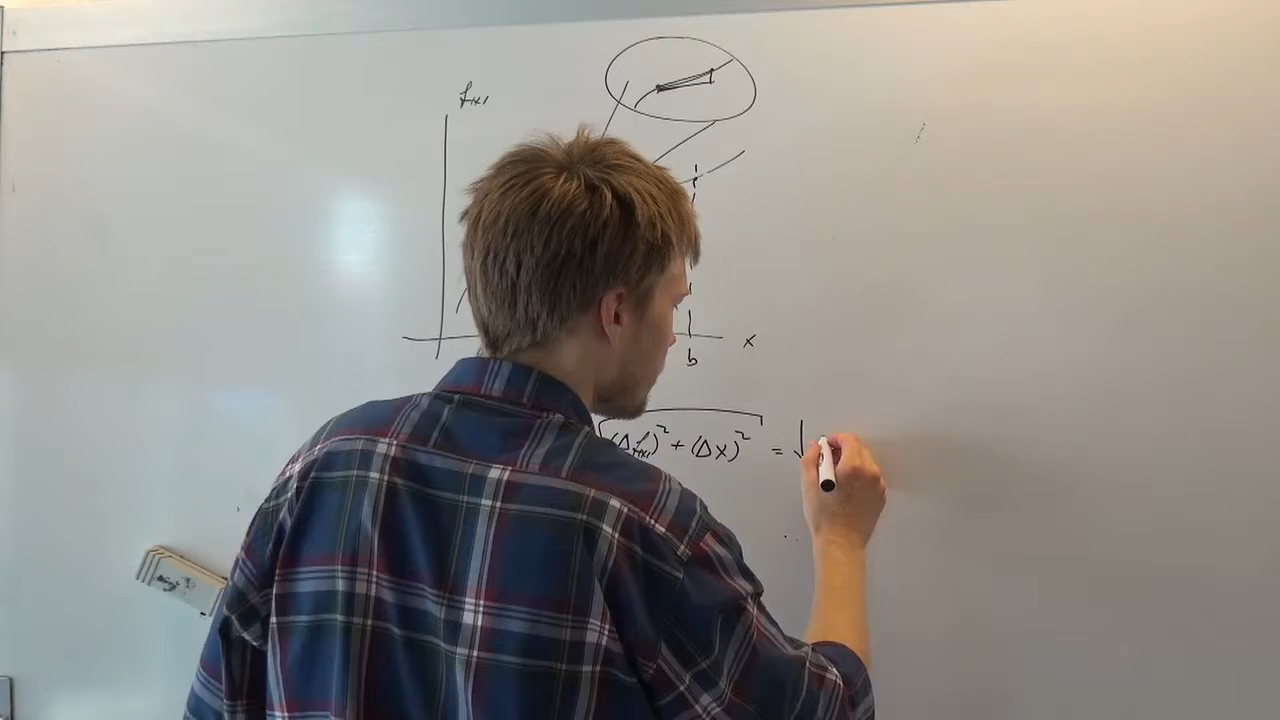 f(x)
x
b
√((Δf(x))² + (Δx)²) = √